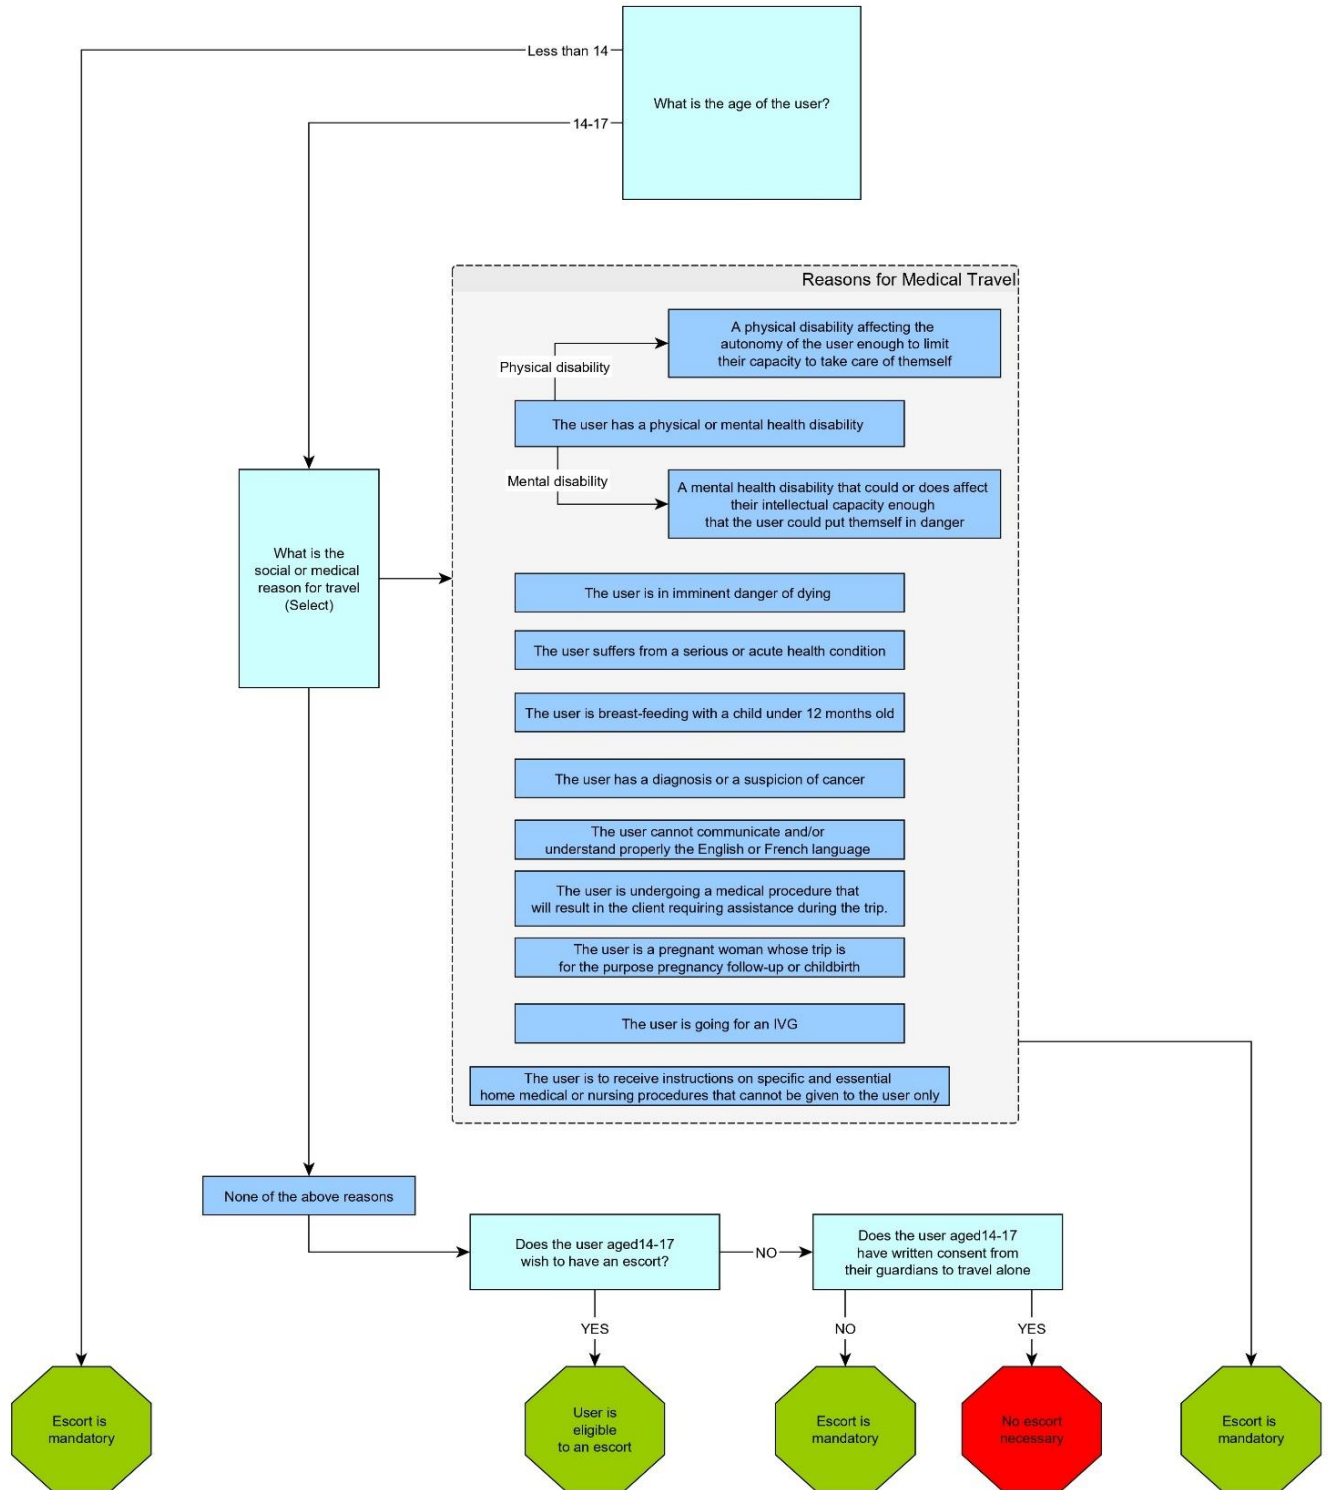 Less than 14
What is the age of the user?
14-17
Reasons for Medical Travel
A physical disability affecting the
autonomy of the user enough to limit
their capacity to take care of themself
Physical disability
The user has a physical or mental health disability
Mental disability
A mental health disability that could or does affect
their intellectual capacity enough
that the user could put themself in danger
What is the
social or medical
reason for travel
(Select)
The user is in imminent danger of dying
The user suffers from a serious or acute health condition
The user is breast-feeding with a child under 12 months old
The user has a diagnosis or a suspicion of cancer
The user cannot communicate and/or
understand properly the English or French language
The user is undergoing a medical procedure that
will result in the client requiring assistance during the trip.
The user is a pregnant woman whose trip is
for the purpose pregnancy follow-up or childbirth
The user is going for an IVG
The user is to receive instructions on specific and essential
home medical or nursing procedures that cannot be given to the user only
None of the above reasons
Does the user aged14-17
wish to have an escort?
NO
Does the user aged14-17
have written consent from
their guardians to travel alone
YES
NO
YES
Escort is
mandatory
User is
eligible
to an escort
Escort is
mandatory
No escort
necessary
Escort is
mandatory